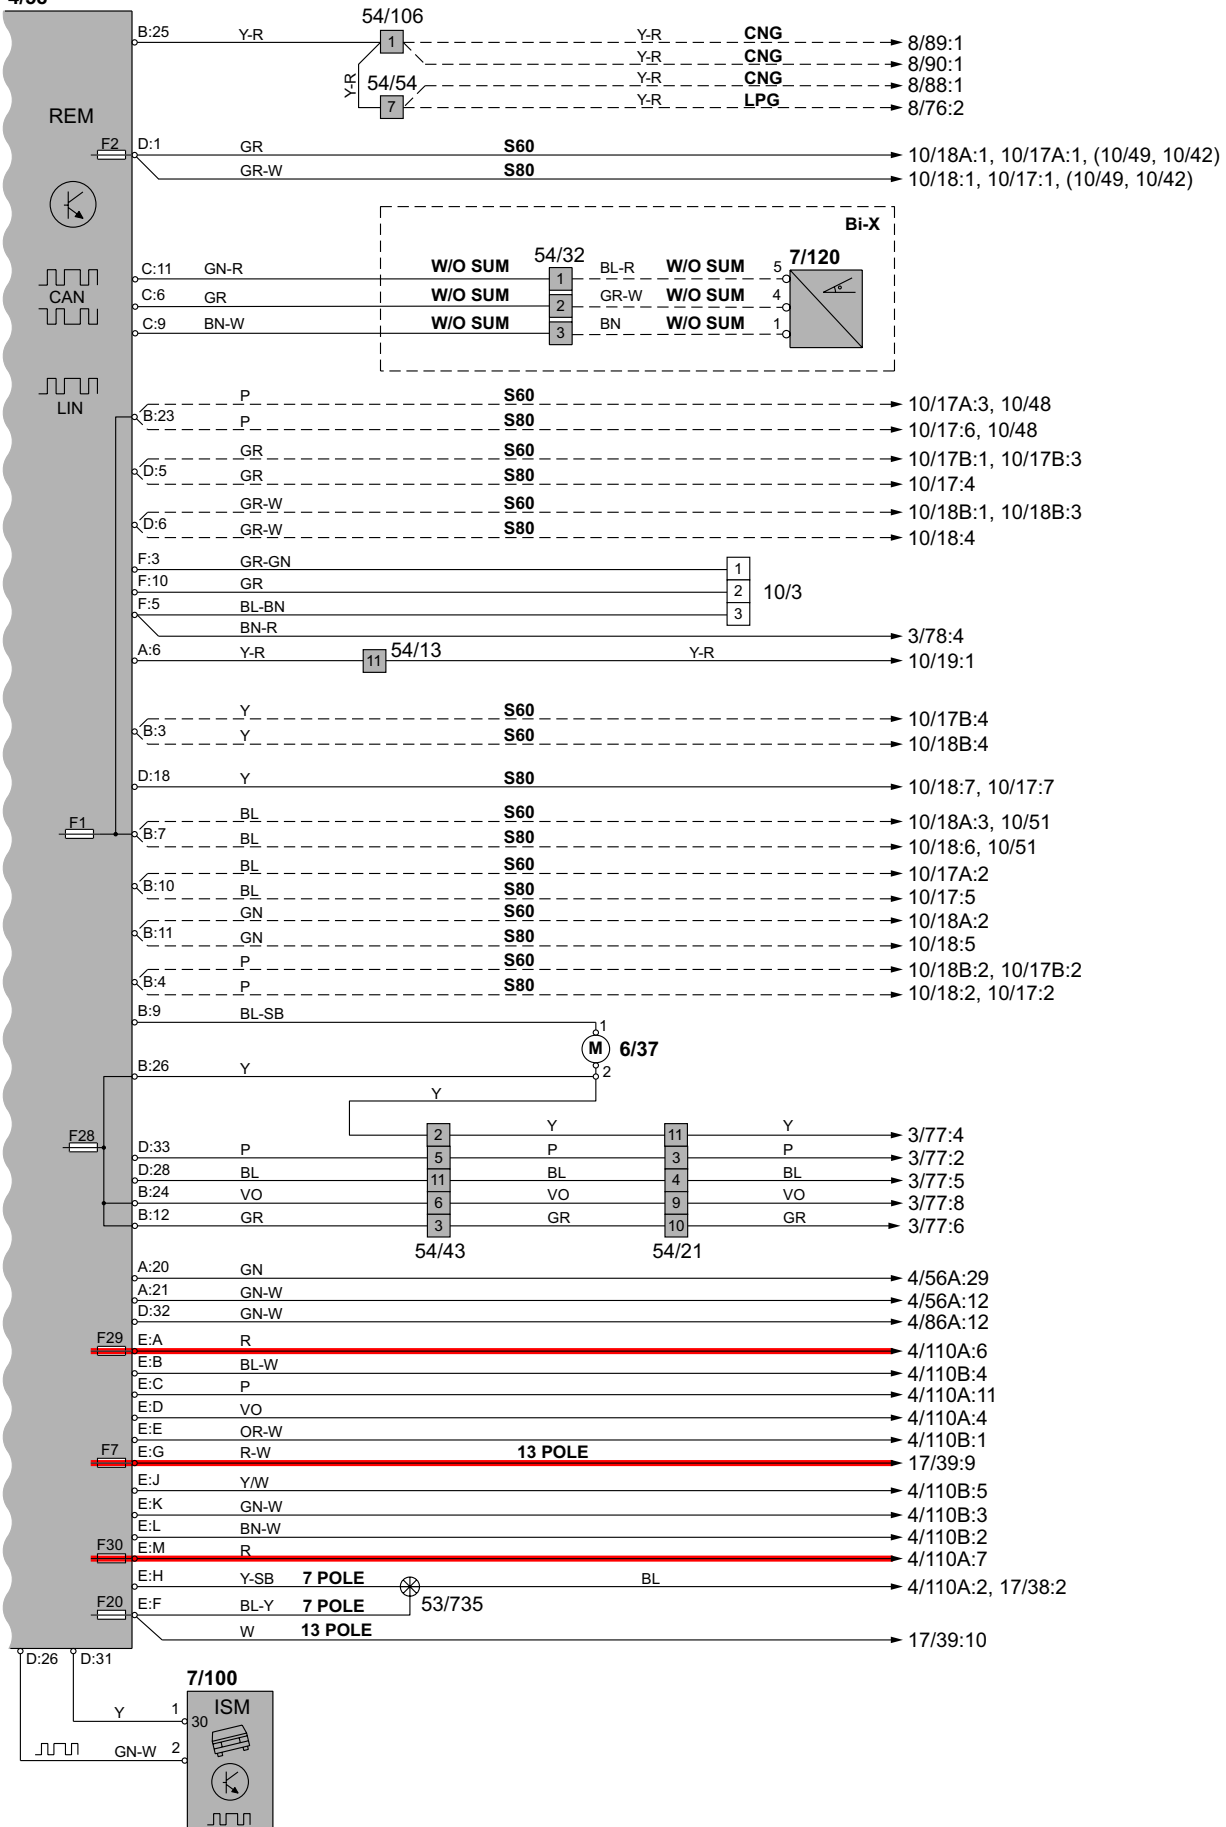 54/106
B:25 Y-R 1 Y-R CNG 8/89:1
Y-R CNG 8/90:1
Y-R 54/54 Y-R CNG 8/88:1
7 Y-R LPG 8/76:2
REM
F2 D:1 GR S60 10/18A:1, 10/17A:1, (10/49, 10/42)
GR-W S80 10/18:1, 10/17:1, (10/49, 10/42)
Bi-X
54/32 7/120
C:11 GN-R W/O SUM 1 BL-R W/O SUM 5
CAN C:6 GR W/O SUM 2 GR-W W/O SUM 4
C:9 BN-W W/O SUM 3 BN W/O SUM 1
LIN
P S60 10/17A:3, 10/48
B:23
P S80 10/17:6, 10/48
GR S60 10/17B:1, 10/17B:3
D:5
GR S80 10/17:4
GR-W S60 10/18B:1, 10/18B:3
D:6
GR-W S80 10/18:4
F:3 GR-GN 1
F:10 GR 2 10/3
F:5 BL-BN 3
BN-R 3/78:4
A:6 Y-R 11 54/13 Y-R 10/19:1
Y S60 10/17B:4
B:3
Y S60 10/18B:4
D:18 Y S80 10/18:7, 10/17:7
BL S60 10/18A:3, 10/51
F1 B:7
BL S80 10/18:6, 10/51
BL S60 10/17A:2
B:10
BL S80 10/17:5
GN S60 10/18A:2
B:11
GN S80 10/18:5
P S60 10/18B:2, 10/17B:2
B:4
P S80 10/18:2, 10/17:2
B:9 BL-SB 1
M 6/37
B:26 Y 2
Y
F28 2 Y 11 Y 3/77:4
D:33 P 5 P 3 P 3/77:2
D:28 BL 11 BL 4 BL 3/77:5
B:24 VO 6 VO 9 VO 3/77:8
B:12 GR 3 GR 10 GR 3/77:6
54/43 54/21
A:20 GN 4/56A:29
A:21 GN-W 4/56A:12
D:32 GN-W 4/86A:12
F29 E:A R 4/110A:6
E:B BL-W 4/110B:4
E:C P 4/110A:11
E:D VO 4/110A:4
E:E OR-W 4/110B:1
F7 E:G R-W 13 POLE 17/39:9
E:J Y/W 4/110B:5
E:K GN-W 4/110B:3
E:L BN-W 4/110B:2
F30 E:M R 4/110A:7
E:H Y-SB 7 POLE BL 4/110A:2, 17/38:2
F20 E:F BL-Y 7 POLE 53/735
W 13 POLE 17/39:10
D:26 D:31
7/100
ISM
Y 1 30
GN-W 2